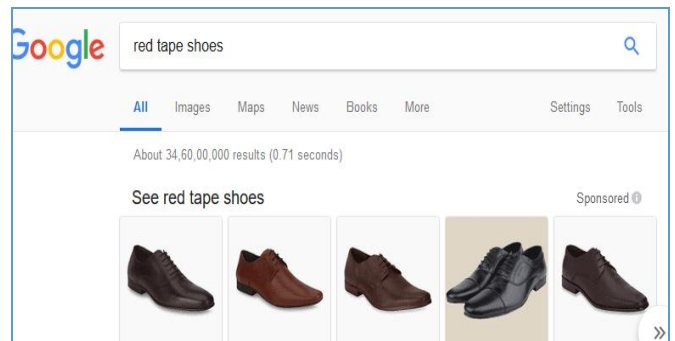 Google
red tape shoes
All Images Maps News Books More Settings Tools
About 34,60,00,000 results (0.71 seconds)
See red tape shoes Sponsored